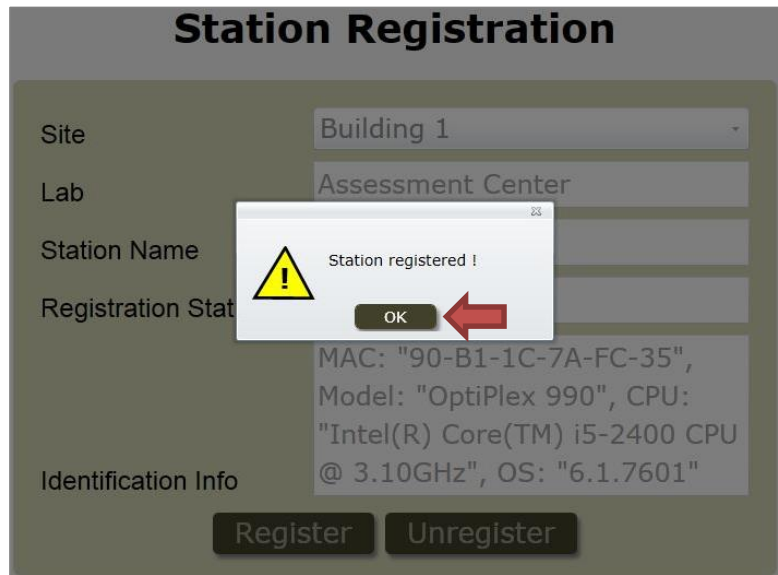 Station Registration
Site
Building 1
Lab
Assessment Center
Station Name
Registration Stat
Station registered !
OK
MAC: "90-B1-1C-7A-FC-35",
Model: "OptiPlex 990", CPU:
"Intel(R) Core(TM) i5-2400 CPU
@ 3.10GHz", OS: "6.1.7601"
Identification Info
Register
Unregister